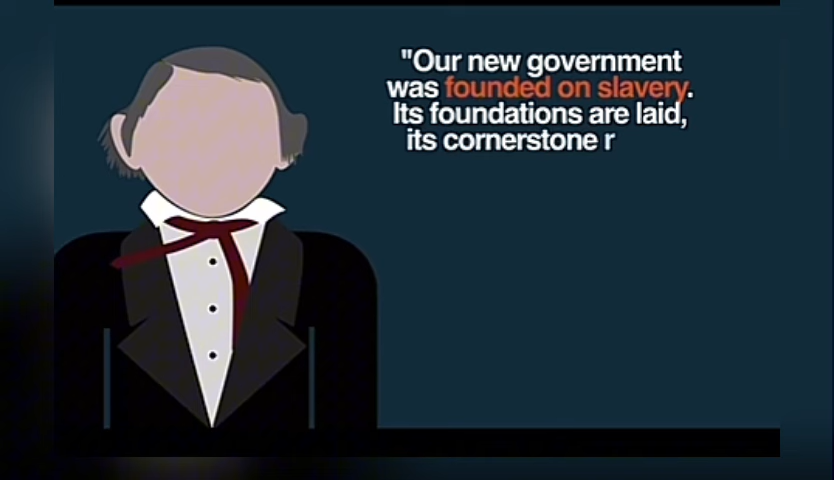 "Our new government
was founded on slavery.
Its foundations are laid,
its cornerstone r